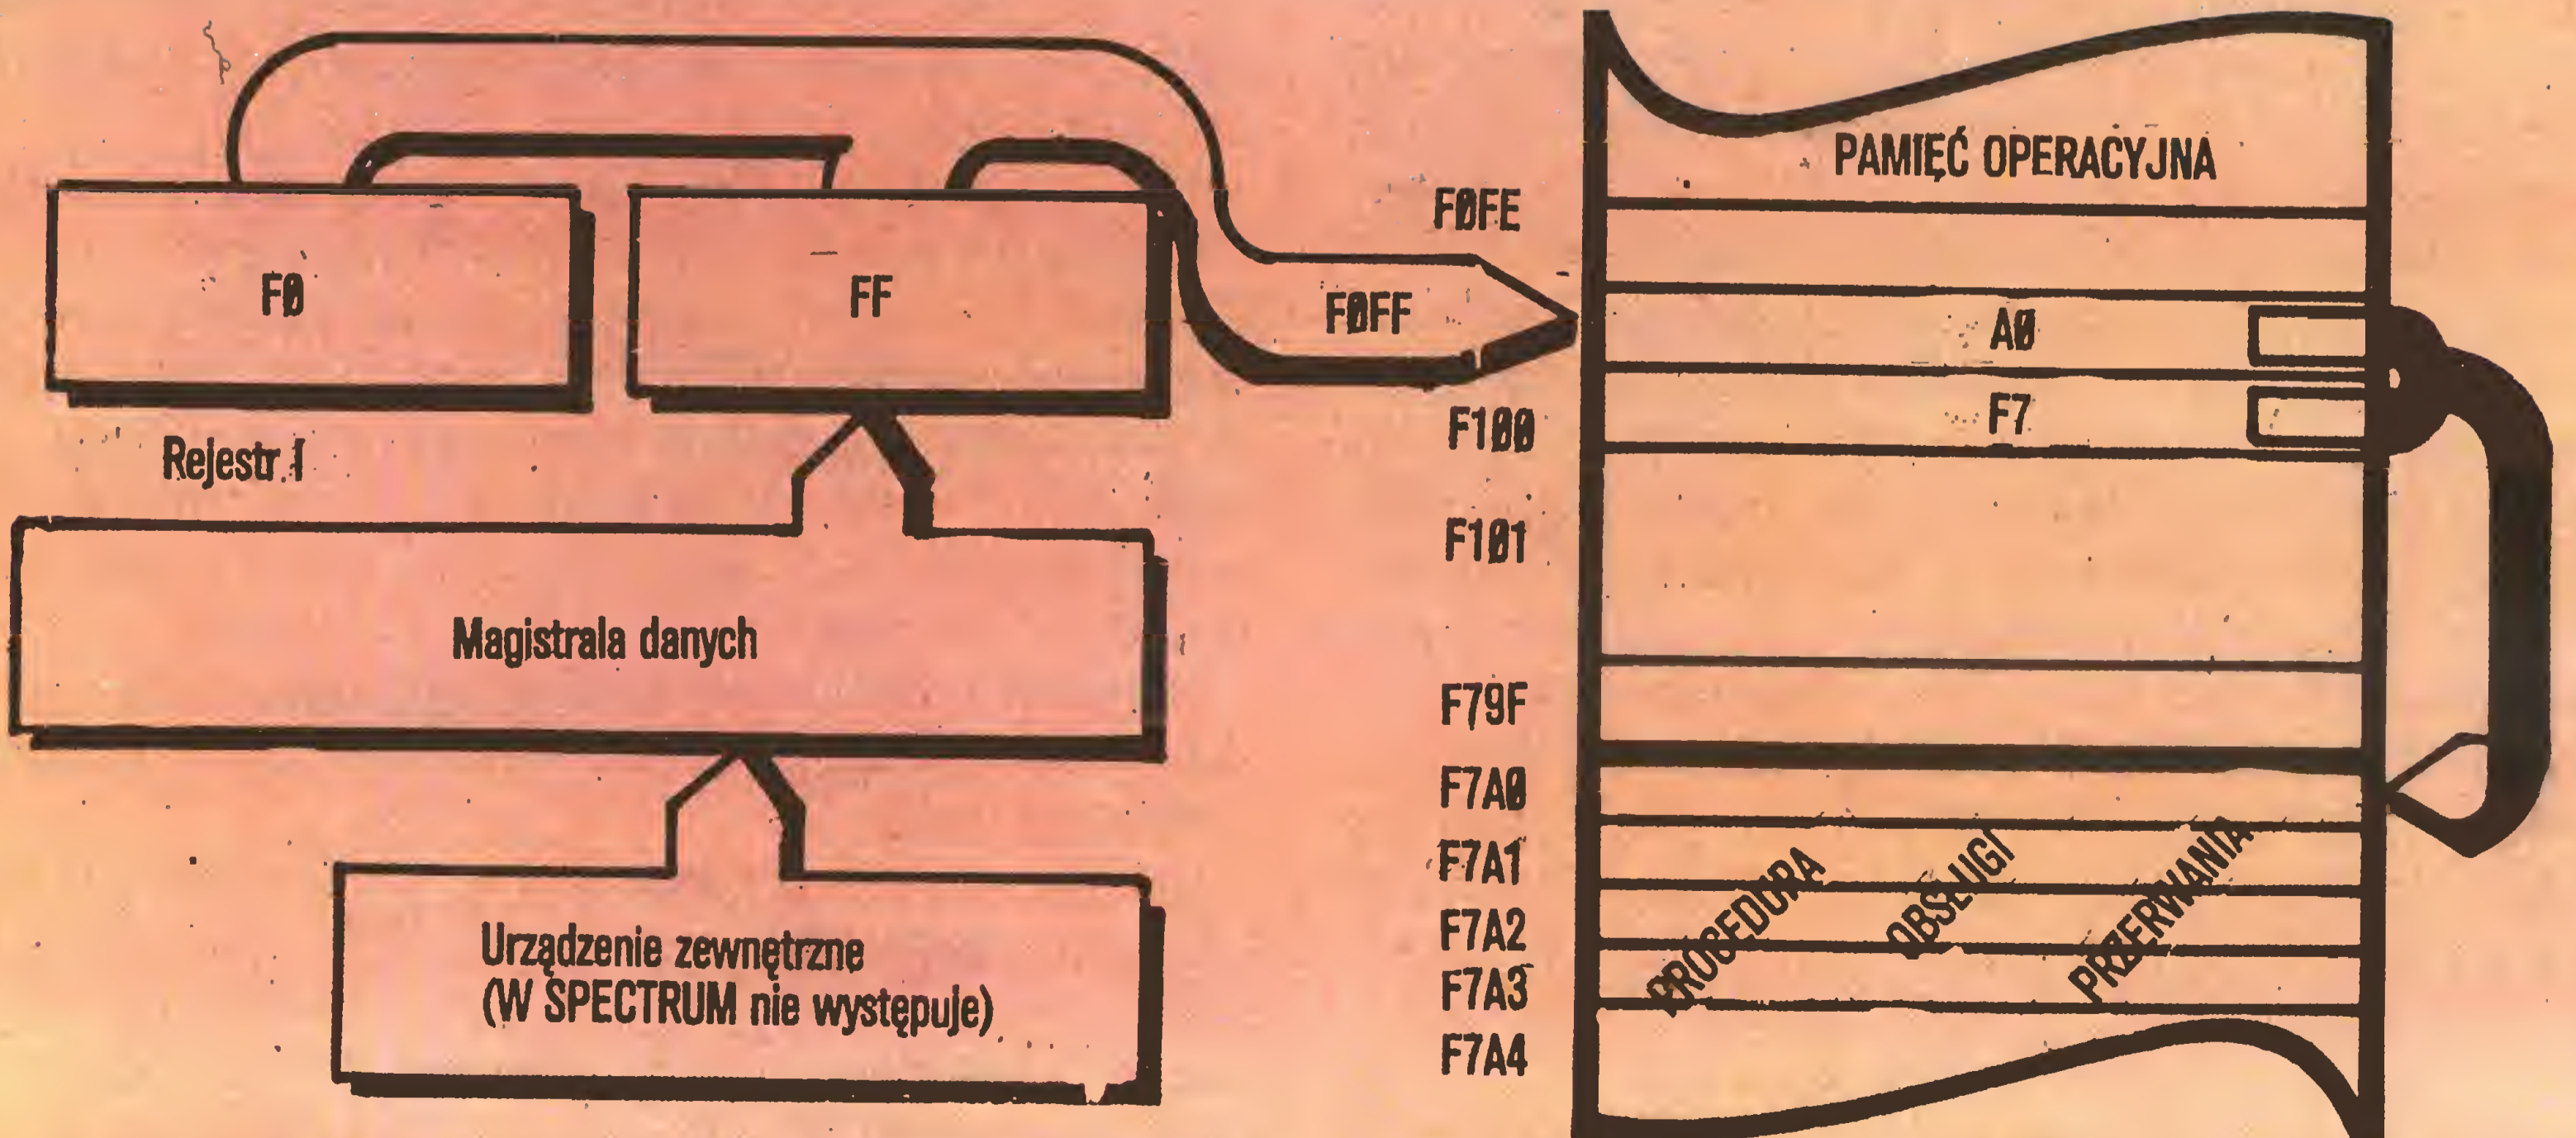 PAMIĘĆ OPERACYJNA
FØFE
FØ
FF
FØFF
AØ
F1ØØ
F7
Rejestr I
F1Ø1
Magistrala danych
F79F
F7AØ
F7A1
F7A2
F7A3
F7A4
PROCEDURA OBSŁUGI PRZERWANIA
Urządzenie zewnętrzne
(W SPECTRUM nie występuje)